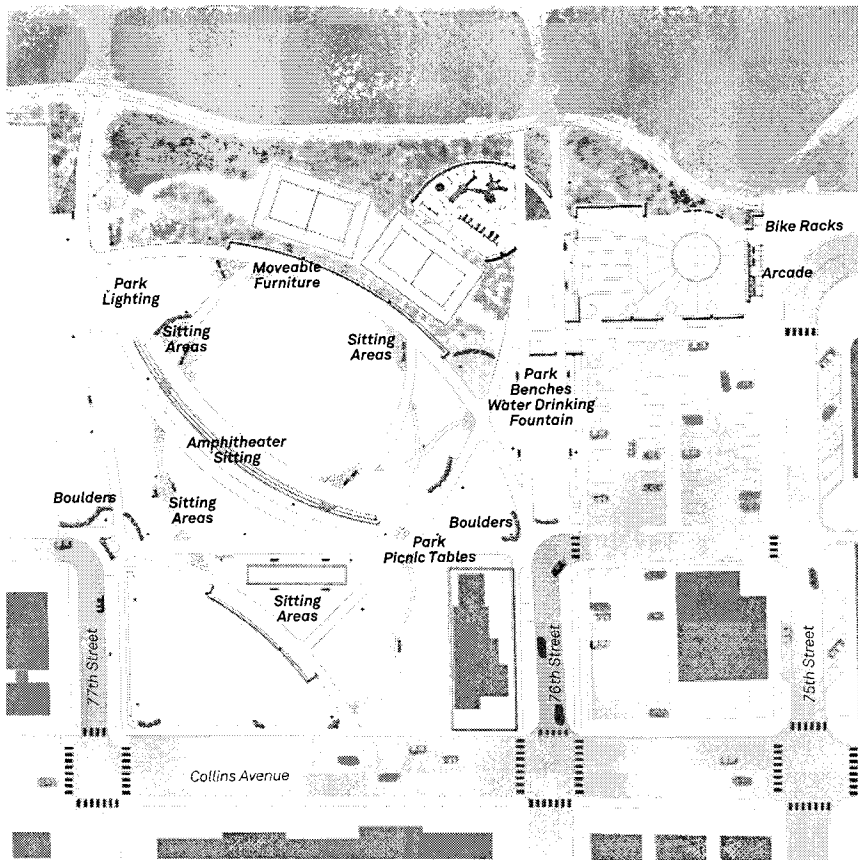 Bike Racks
Arcade
Moveable
Furniture
Park
Lighting
Sitting
Areas
Sitting
Areas
Park
Benches
Water Drinking
Fountain
Amphitheater
Sitting
Boulders
Sitting
Areas
Boulders
Park
Picnic Tables
Sitting
Areas
77th Street
76th Street
75th Street
Collins Avenue